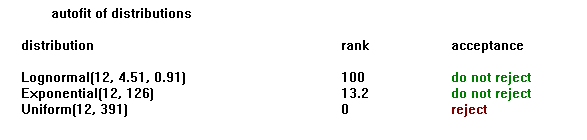 autofit of distributions
distribution rank acceptance
Lognormal(12, 4.51, 0.91) 100 do not reject
Exponential(12, 126) 13.2 do not reject
Uniform(12, 391) 0 reject